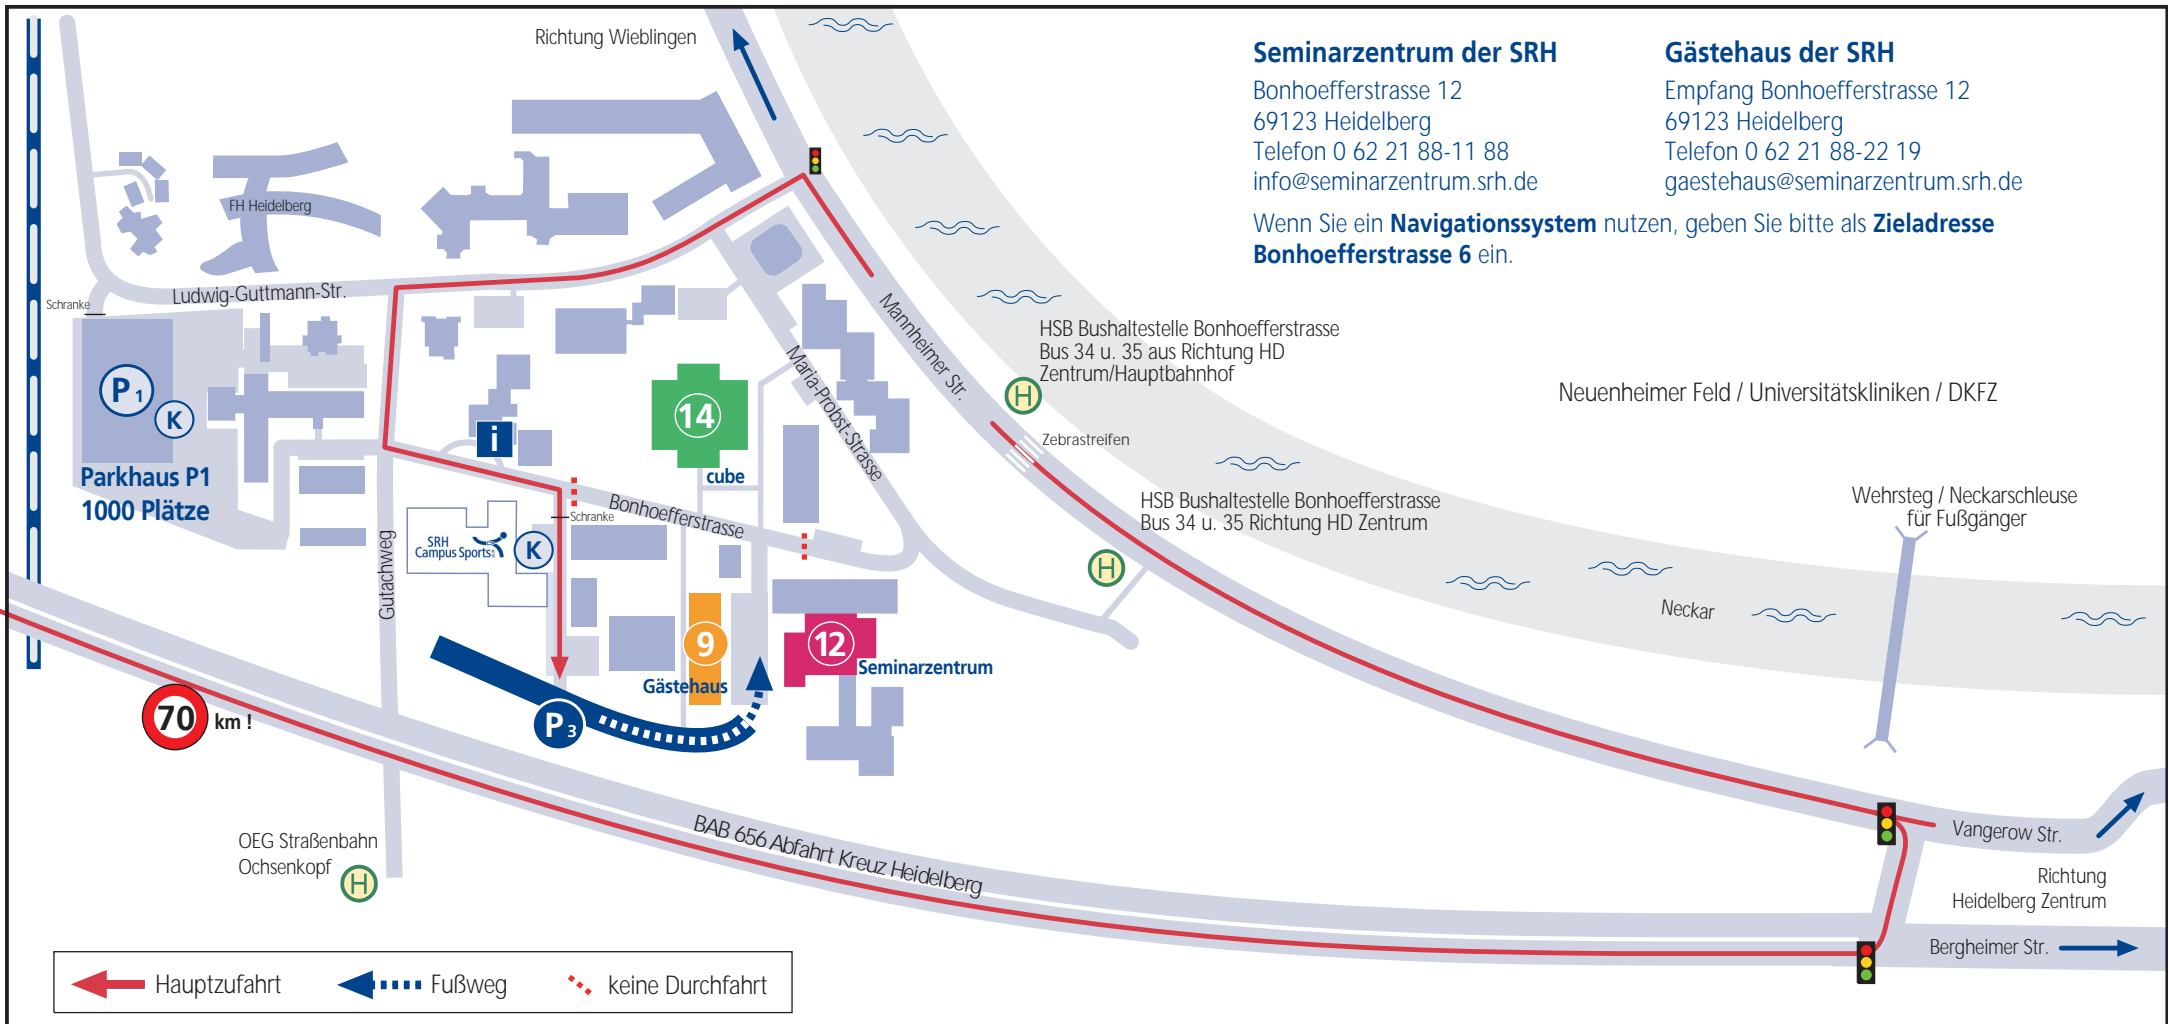 Richtung Wieblingen
Seminarzentrum der SRH
Bonhoefferstrasse 12
69123 Heidelberg
Telefon 0 62 21 88-11 88
info@seminarzentrum.srh.de
Gästehaus der SRH
Empfang Bonhoefferstrasse 12
69123 Heidelberg
Telefon 0 62 21 88-22 19
gaestehaus@seminarzentrum.srh.de
Wenn Sie ein Navigationssystem nutzen, geben Sie bitte als Zieladresse
Bonhoefferstrasse 6 ein.
FH Heidelberg
Ludwig-Guttmann-Str.
Schranke
P1
K
Parkhaus P1
1000 Plätze
i
14
cube
Maria-Probst-Strasse
Mannheimer Str.
HSB Bushaltestelle Bonhoefferstrasse
Bus 34 u. 35 aus Richtung HD
Zentrum/Hauptbahnhof
H
Zebrastreifen
Neuenheimer Feld / Universitätskliniken / DKFZ
HSB Bushaltestelle Bonhoefferstrasse
Bus 34 u. 35 Richtung HD Zentrum
H
Wehrsteg / Neckarschleuse
für Fußgänger
Neckar
Bonhoefferstrasse
Schranke
SRH
Campus Sports
K
Gutachweg
9
Gästehaus
12
Seminarzentrum
P3
70
km !
OEG Straßenbahn
Ochsenkopf
H
BAB 656 Abfahrt Kreuz Heidelberg
Vangerow Str.
Richtung
Heidelberg Zentrum
Bergheimer Str.
Hauptzufahrt
Fußweg
keine Durchfahrt